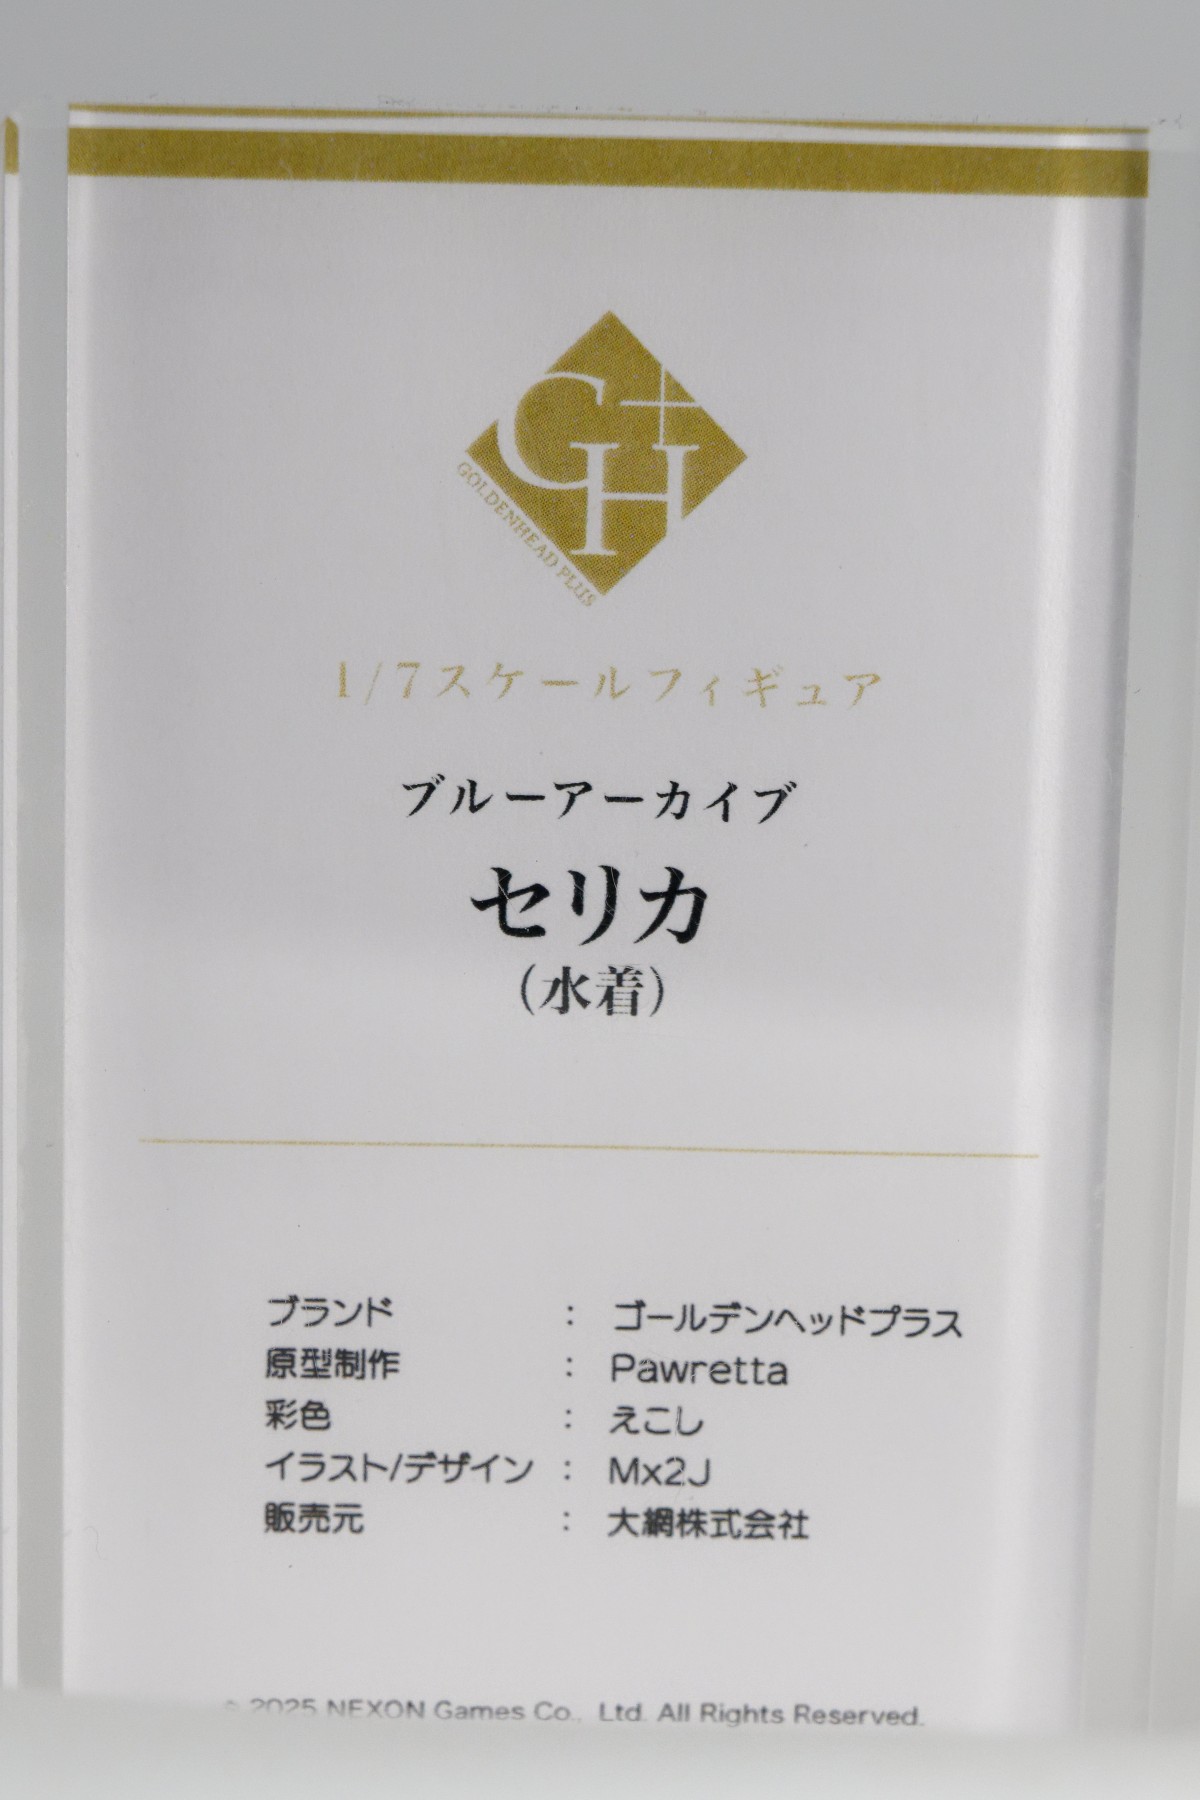 GH+
GOLDENHEAD PLUS
1/7スケールフィギュア
ブルーアーカイブ
セリカ
（水着）
ブランド : ゴールデンヘッドプラス
原型制作 : Pawretta
彩色 : えこし
イラスト/デザイン : Mx2J
販売元 : 大網株式会社
© 2025 NEXON Games Co., Ltd. All Rights Reserved.